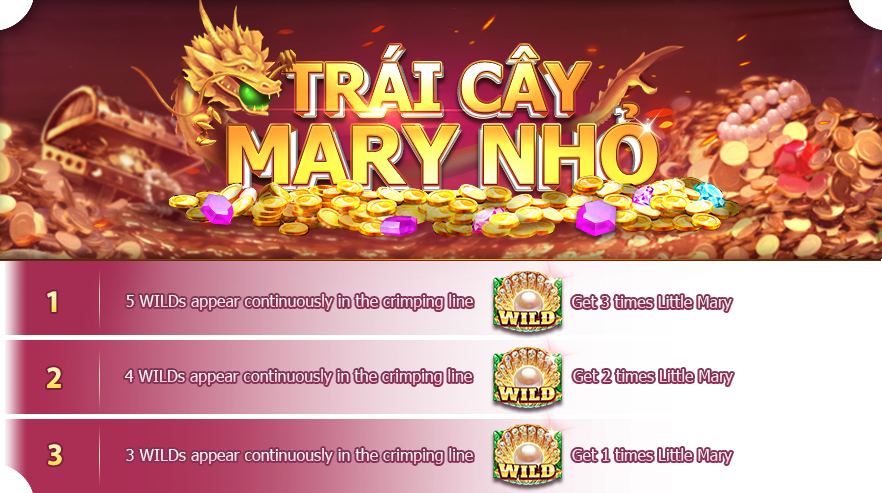 TRÁI CÂY
MARY NHỎ
1 5 WILDs appear continuously in the crimping line WILD Get 3 times Little Mary
2 4 WILDs appear continuously in the crimping line WILD Get 2 times Little Mary
3 3 WILDs appear continuously in the crimping line WILD Get 1 times Little Mary